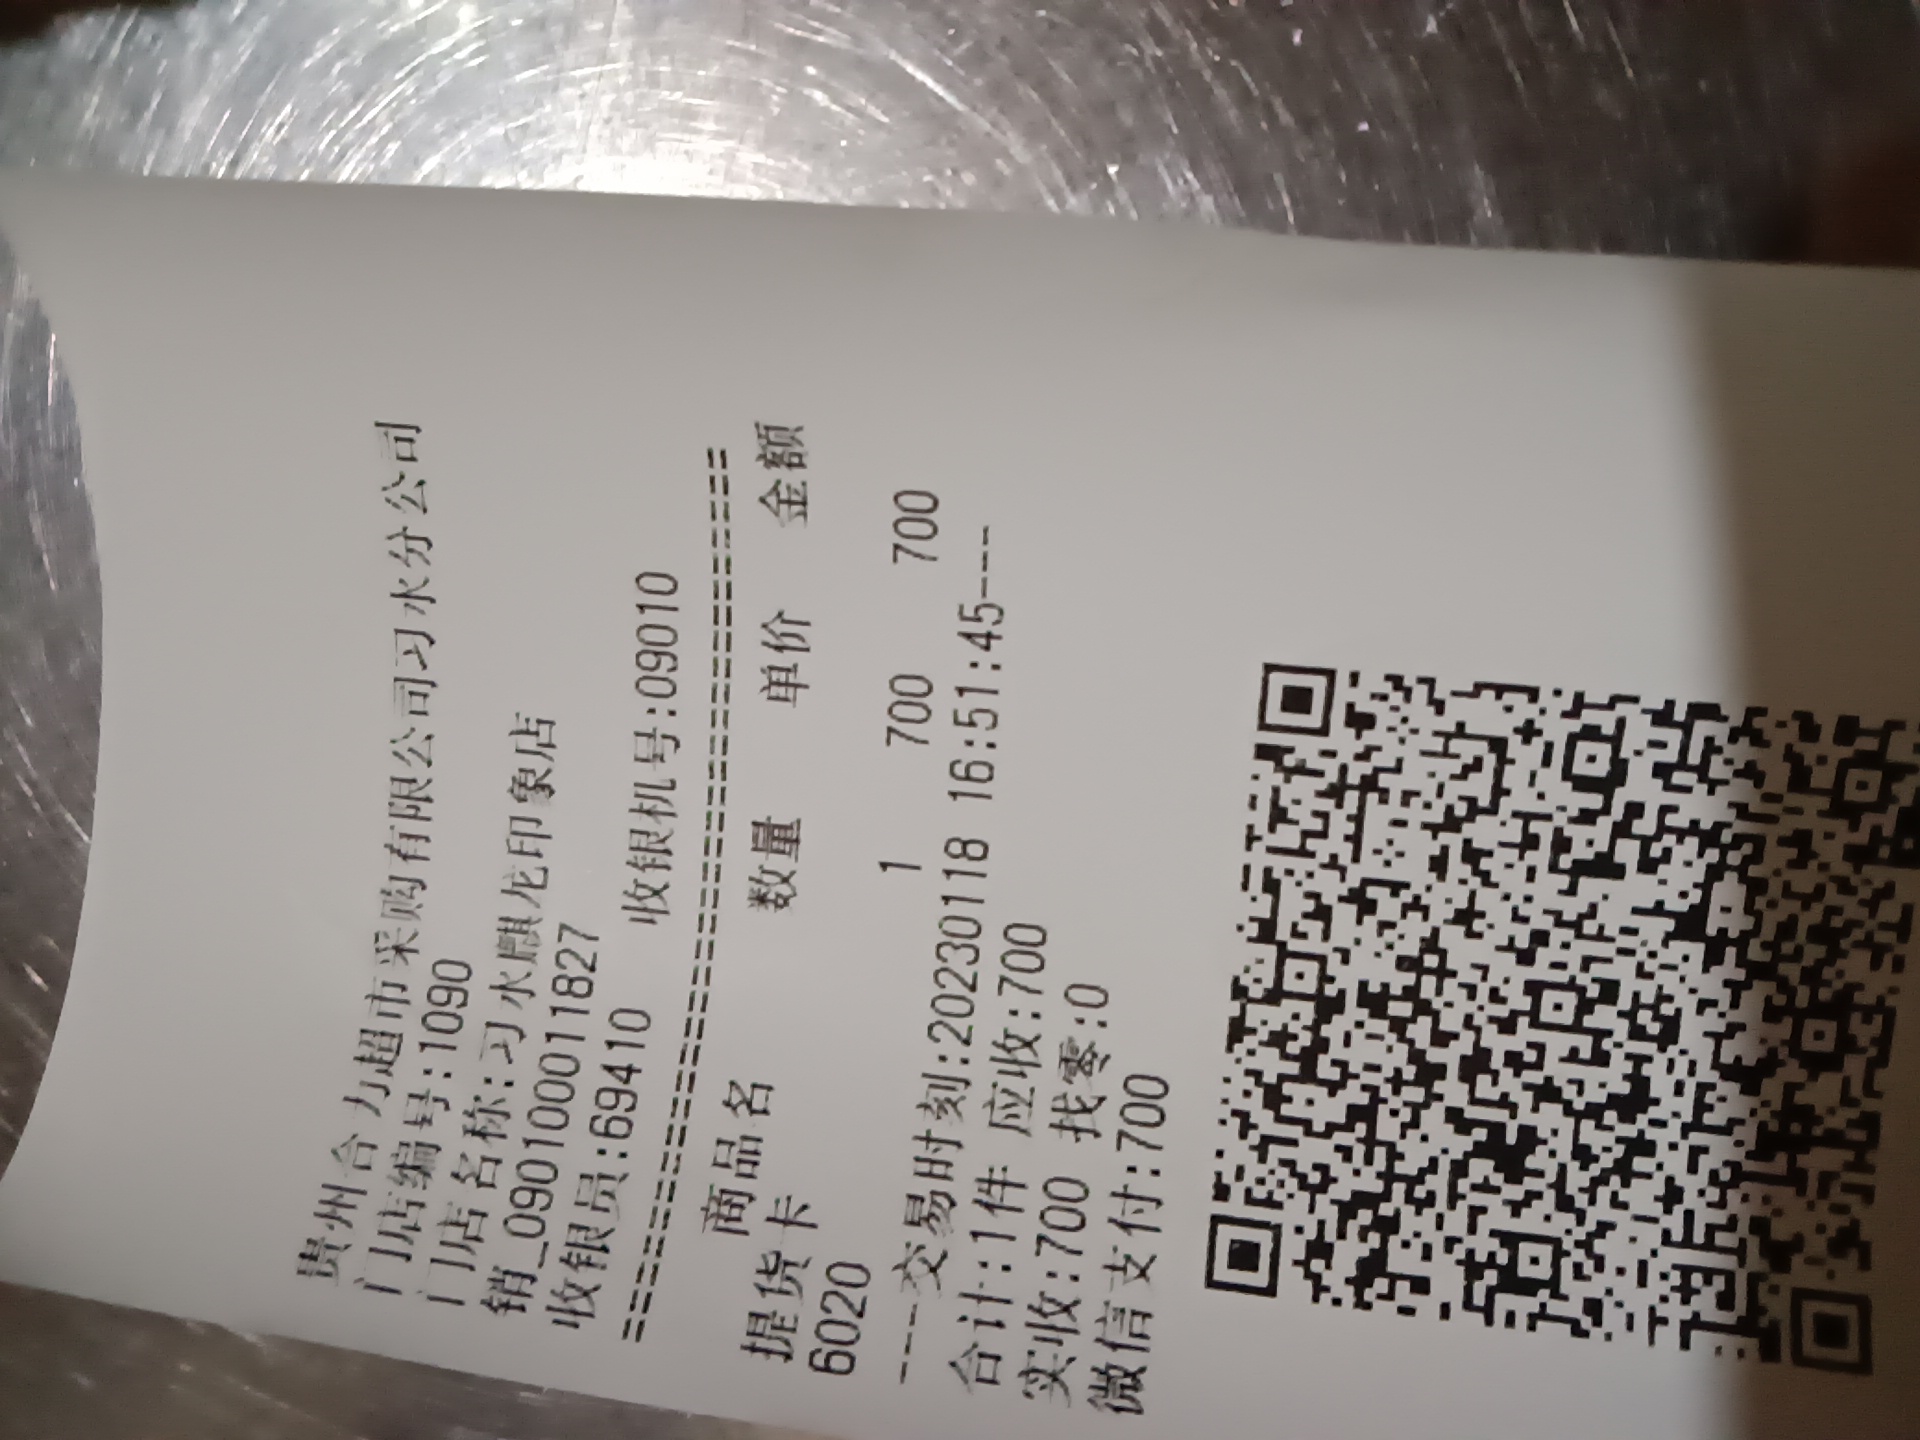 贵州合力超市采购有限公司习水分公司
门店编号:1090
门店名称:习水麒龙印象店
销_090100011827
收银员:69410 收银机号:09010
商品名 数量 单价 金额
提货卡
6020 1 700 700
----交易时刻:20230118 16:51:45----
合计:1件 应收:700
实收:700 找零:0
微信支付:700